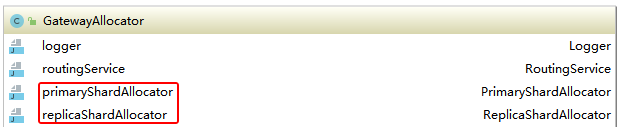 GatewayAllocator
logger Logger
routingService RoutingService
primaryShardAllocator PrimaryShardAllocator
replicaShardAllocator ReplicaShardAllocator